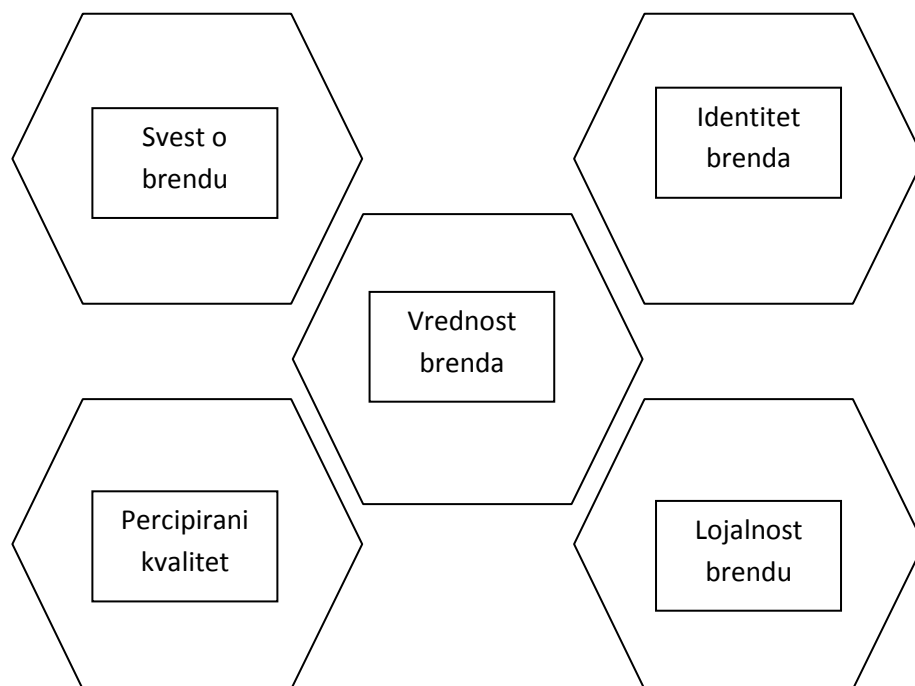 Svest o
brendu
Identitet
brenda
Vrednost
brenda
Percipirani
kvalitet
Lojalnost
brendu